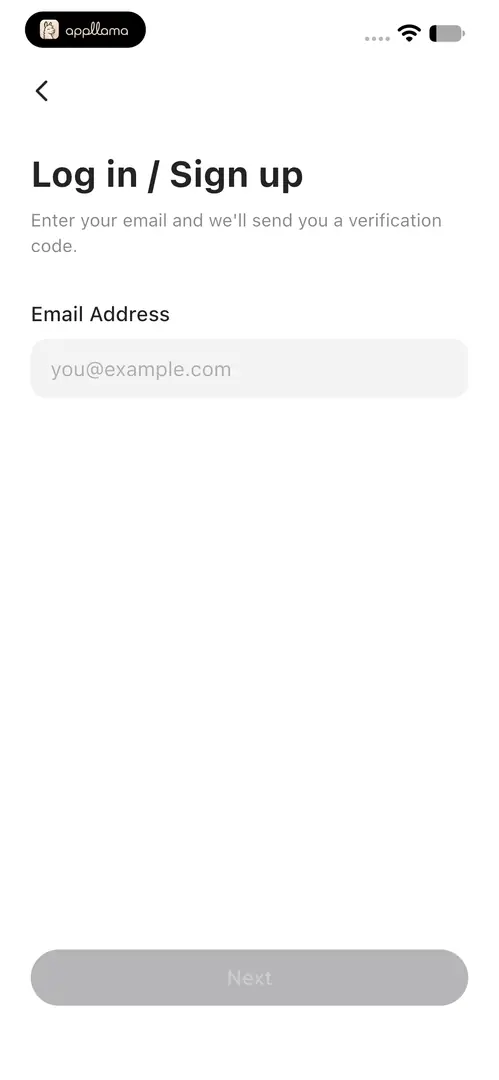 appllama
Log in / Sign up
Enter your email and we'll send you a verification
code.
Email Address
you@example.com
Next